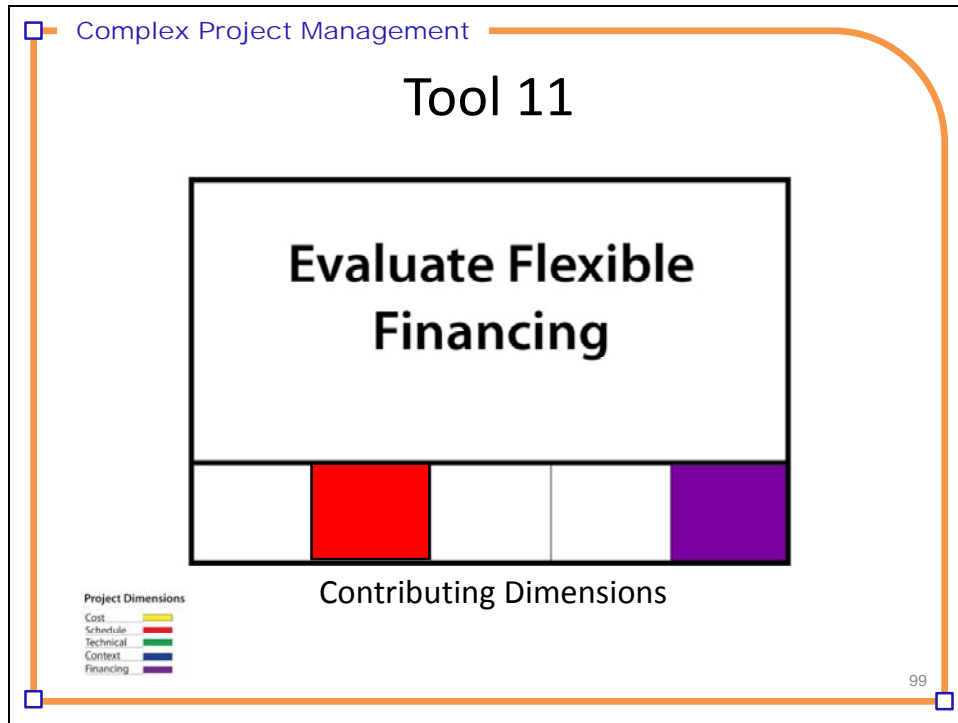 Complex Project Management
Tool 11
Evaluate Flexible
Financing
Contributing Dimensions
Project Dimensions
Cost
Schedule
Technical
Context
Financing
99